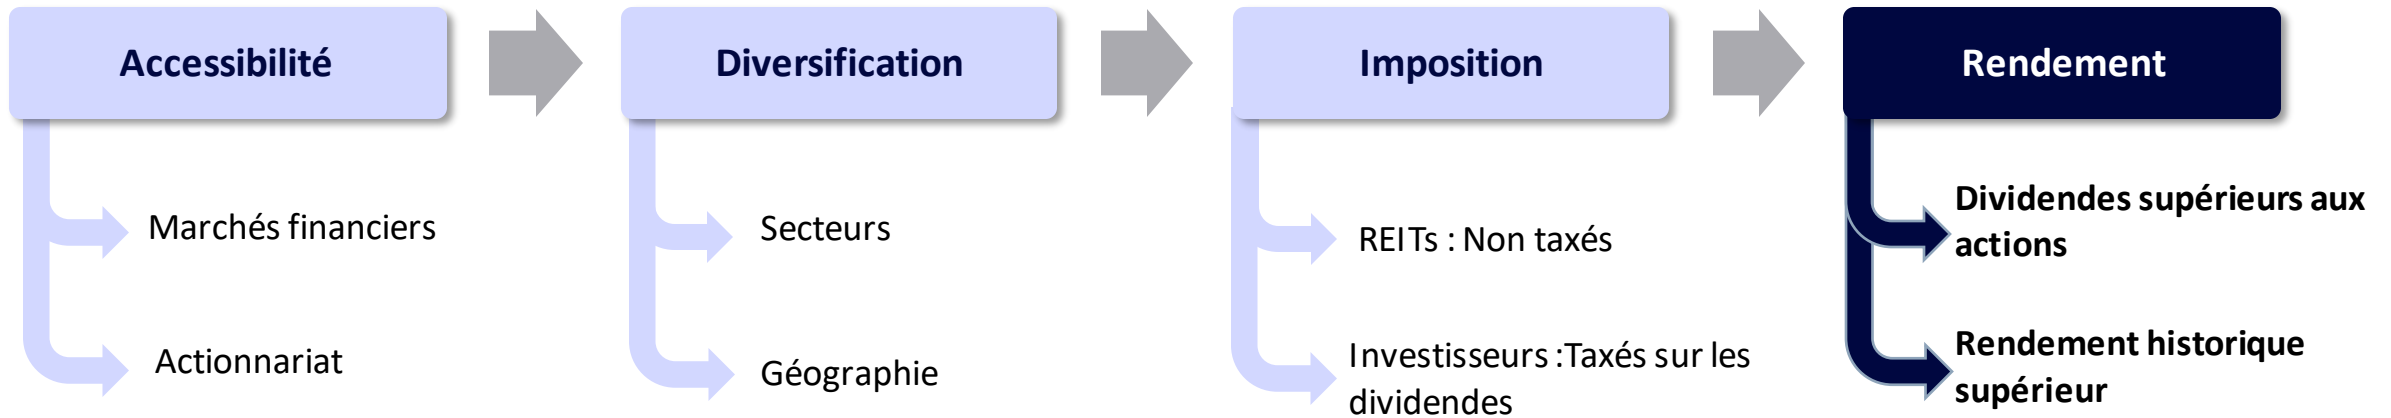 Accessibilité
Marchés financiers
Actionnariat
Diversification
Secteurs
Géographie
Imposition
REITs : Non taxés
Investisseurs :Taxés sur les
dividendes
Rendement
Dividendes supérieurs aux
actions
Rendement historique
supérieur